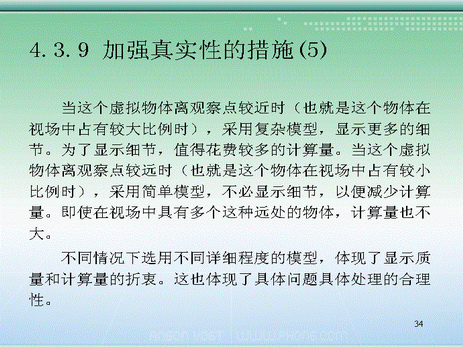 4.3.9 加强真实性的措施(5)
当这个虚拟物体离观察点较近时（也就是这个物体在
视场中占有较大比例时），采用复杂模型，显示更多的细
节。为了显示细节，值得花费较多的计算量。当这个虚拟
物体离观察点较远时（也就是这个物体在视场中占有较小
比例时），采用简单模型，不必显示细节，以便减少计算
量。即使在视场中具有多个这种远处的物体，计算量也不
大。
不同情况下选用不同详细程度的模型，体现了显示质
量和计算量的折衷。这也体现了具体问题具体处理的合理
性。
34